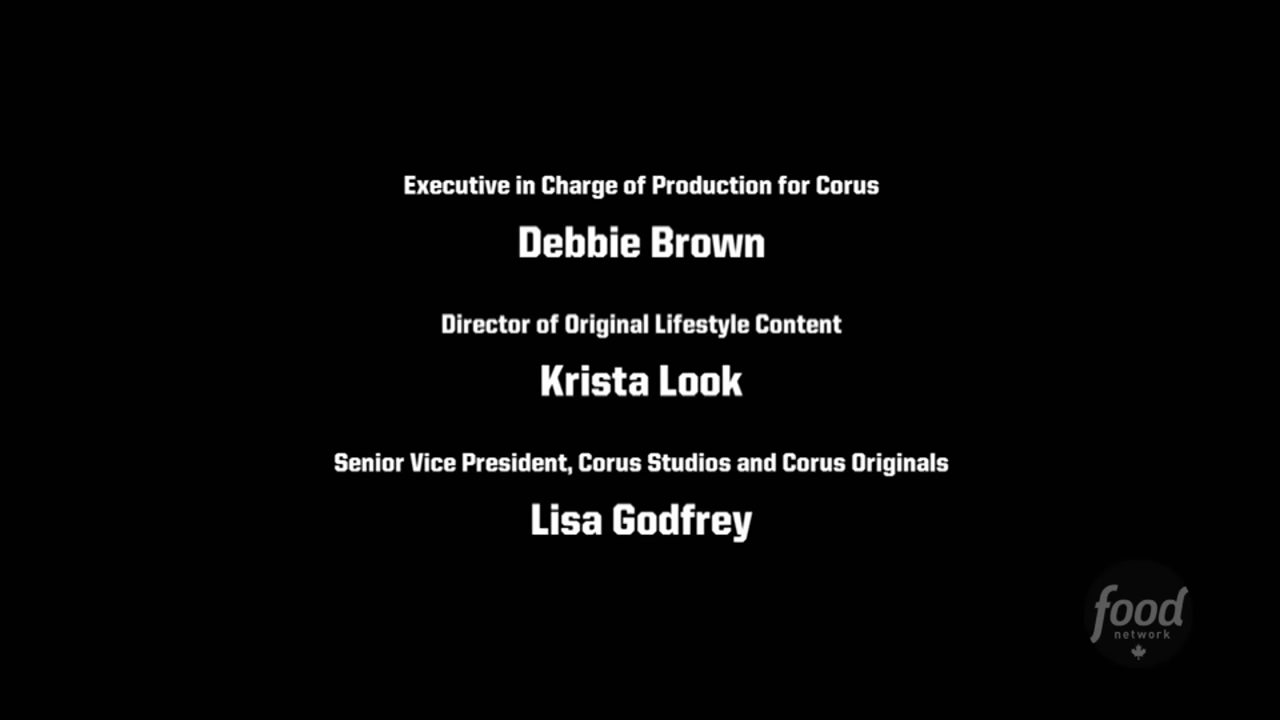 Executive in Charge of Production for Corus
Debbie Brown
Director of Original Lifestyle Content
Krista Look
Senior Vice President, Corus Studios and Corus Originals
Lisa Godfrey
food
network